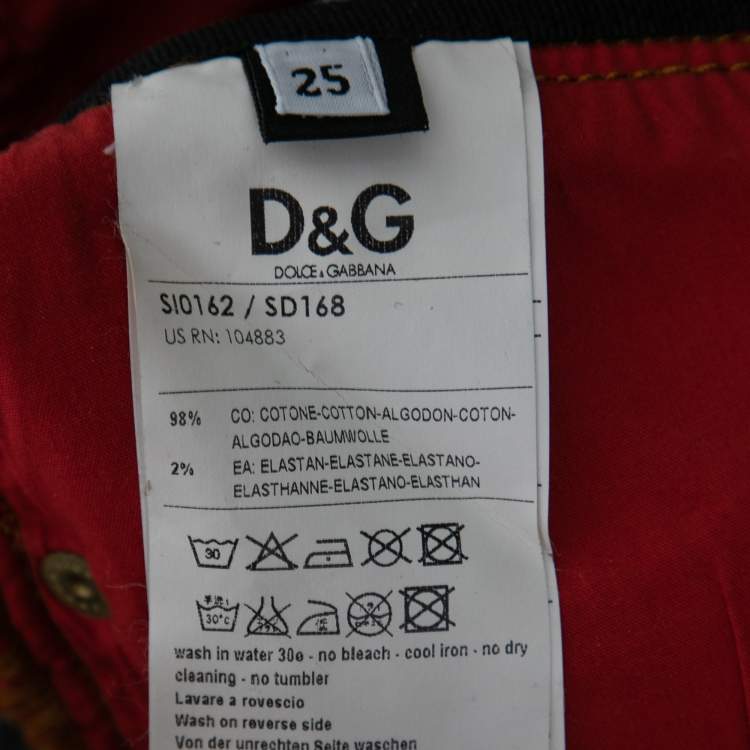 25
D&G
DOLCE & GABBANA
SI0162 / SD168
US RN: 104883
98% CO: COTONE-COTTON-ALGODON-COTON-
ALGODAO-BAUMWOLLE
2% EA: ELASTAN-ELASTANE-ELASTANO-
ELASTHANNE-ELASTANO-ELASTHAN
30
30°C
wash in water 30ø - no bleach - cool iron - no dry
cleaning - no tumbler
Lavare a rovescio
Wash on reverse side
Von der unrechten Seite waschen